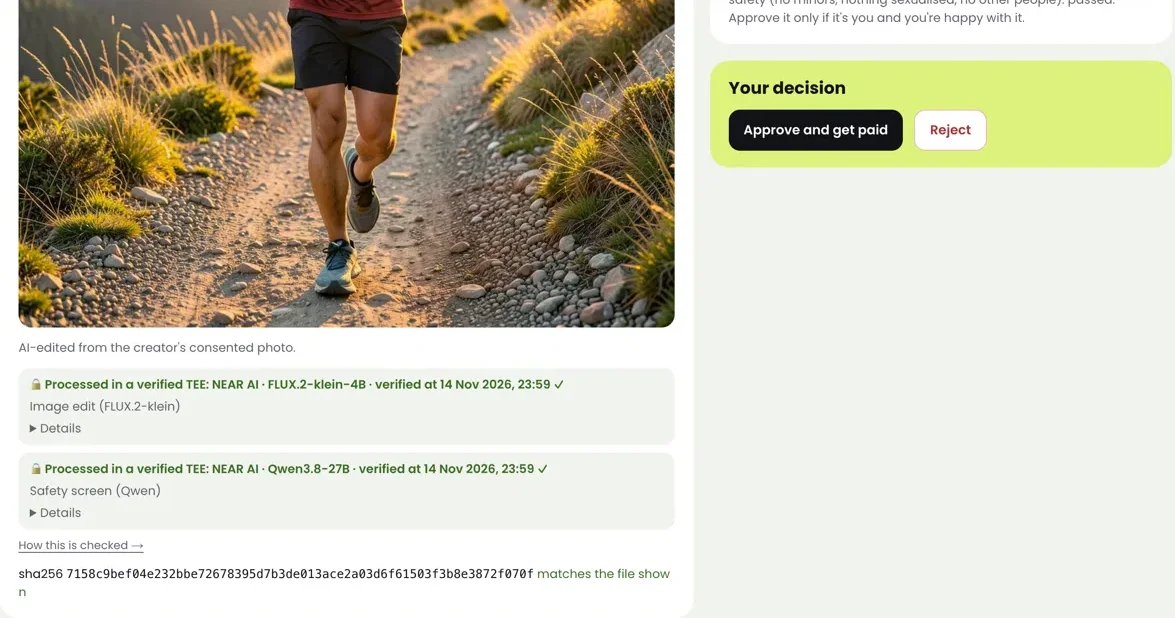 safety (no minors, nothing sexualised, no other people): passed.
Approve it only if it's you and you're happy with it.
Your decision
Approve and get paid
Reject
AI-edited from the creator's consented photo.
🔒 Processed in a verified TEE: NEAR AI · FLUX.2-klein-4B · verified at 14 Nov 2026, 23:59 ✓
Image edit (FLUX.2-klein)
▶ Details
🔒 Processed in a verified TEE: NEAR AI · Qwen3.8-27B · verified at 14 Nov 2026, 23:59 ✓
Safety screen (Qwen)
▶ Details
How this is checked →
sha256 7158c9bef04e232bbe72678395d7b3de013ace2a03d6f61503f3b8e3872f070f matches the file show
n